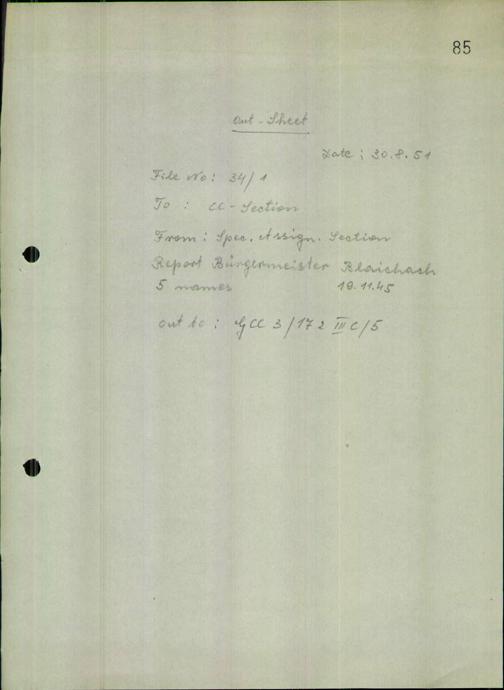 85
Out-Sheet
Date: 30.8.51
File No: 34/1
To: CC-Section
From: Spec. Assign. Section
Report Bürgermeister Blaichach
5 names 19.11.45
out to: GCC 3/172 III C/5